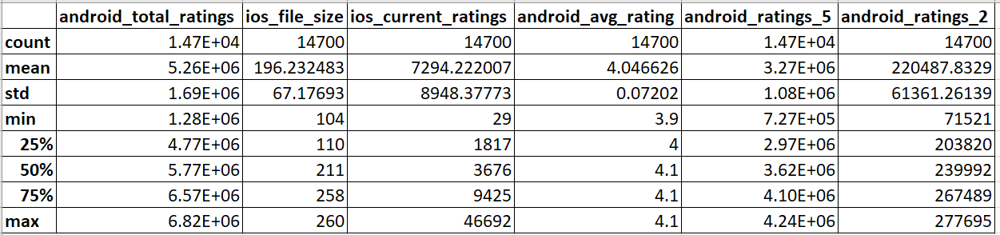 android_total_ratings ios_file_size ios_current_ratings android_avg_rating android_ratings_5 android_ratings_2
count 1.47E+04 14700 14700 14700 1.47E+04 14700
mean 5.26E+06 196.232483 7294.222007 4.046626 3.27E+06 220487.8329
std 1.69E+06 67.17693 8948.37773 0.07202 1.08E+06 61361.26139
min 1.28E+06 104 29 3.9 7.27E+05 71521
25% 4.77E+06 110 1817 4 2.97E+06 203820
50% 5.77E+06 211 3676 4.1 3.62E+06 239992
75% 6.57E+06 258 9425 4.1 4.10E+06 267489
max 6.82E+06 260 46692 4.1 4.24E+06 277695